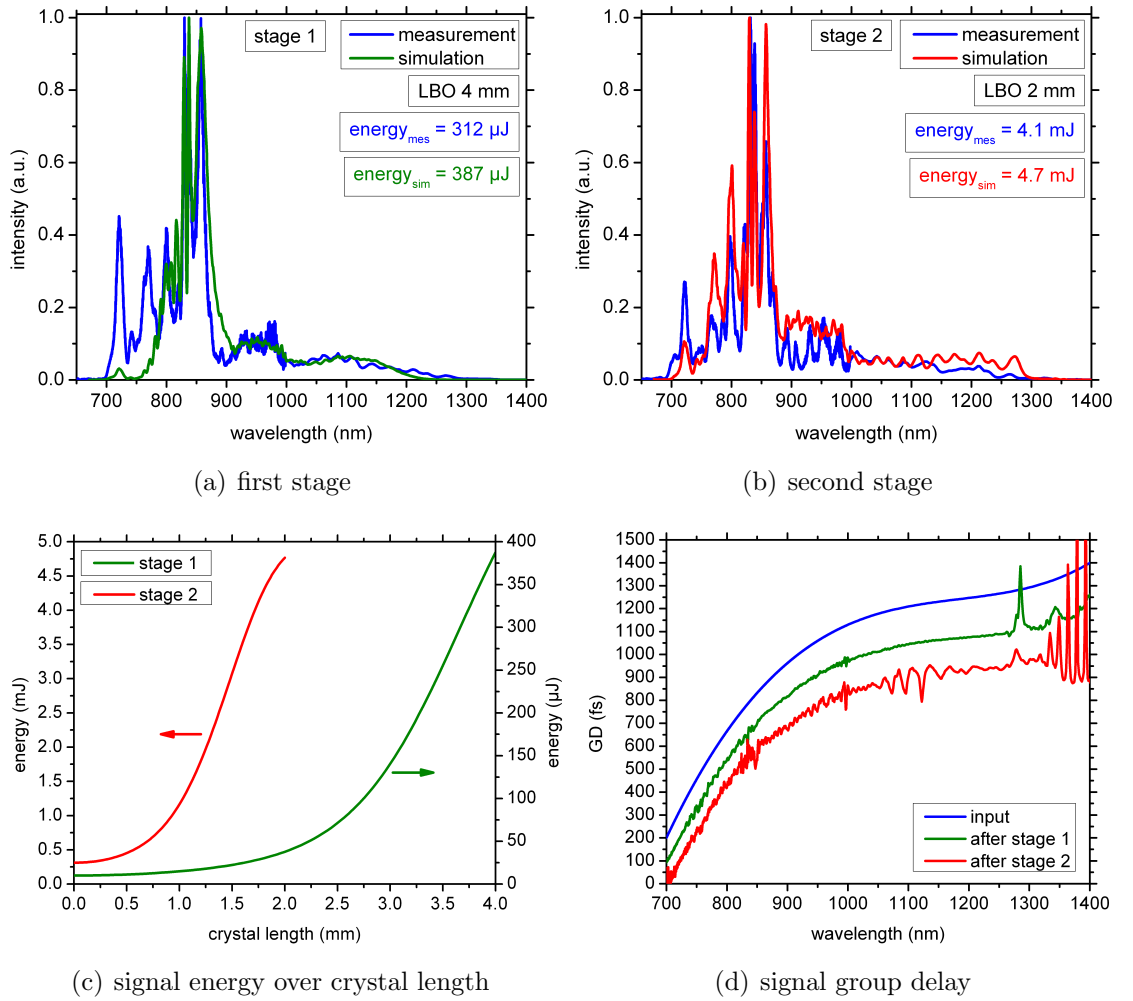 stage 1
measurement
simulation
LBO 4 mm
energy_mes = 312 µJ
energy_sim = 387 µJ
intensity (a.u.)
1.0
0.8
0.6
0.4
0.2
0.0
700 800 900 1000 1100 1200 1300 1400
wavelength (nm)
(a) first stage
stage 2
measurement
simulation
LBO 2 mm
energy_mes = 4.1 mJ
energy_sim = 4.7 mJ
intensity (a.u.)
1.0
0.8
0.6
0.4
0.2
0.0
700 800 900 1000 1100 1200 1300 1400
wavelength (nm)
(b) second stage
stage 1
stage 2
energy (mJ)
5.0
4.5
4.0
3.5
3.0
2.5
2.0
1.5
1.0
0.5
0.0
400
350
300
250
200
150
100
50
0
energy (µJ)
0.0 0.5 1.0 1.5 2.0 2.5 3.0 3.5 4.0
crystal length (mm)
(c) signal energy over crystal length
GD (fs)
1500
1400
1300
1200
1100
1000
900
800
700
600
500
400
300
200
100
0
input
after stage 1
after stage 2
700 800 900 1000 1100 1200 1300 1400
wavelength (nm)
(d) signal group delay